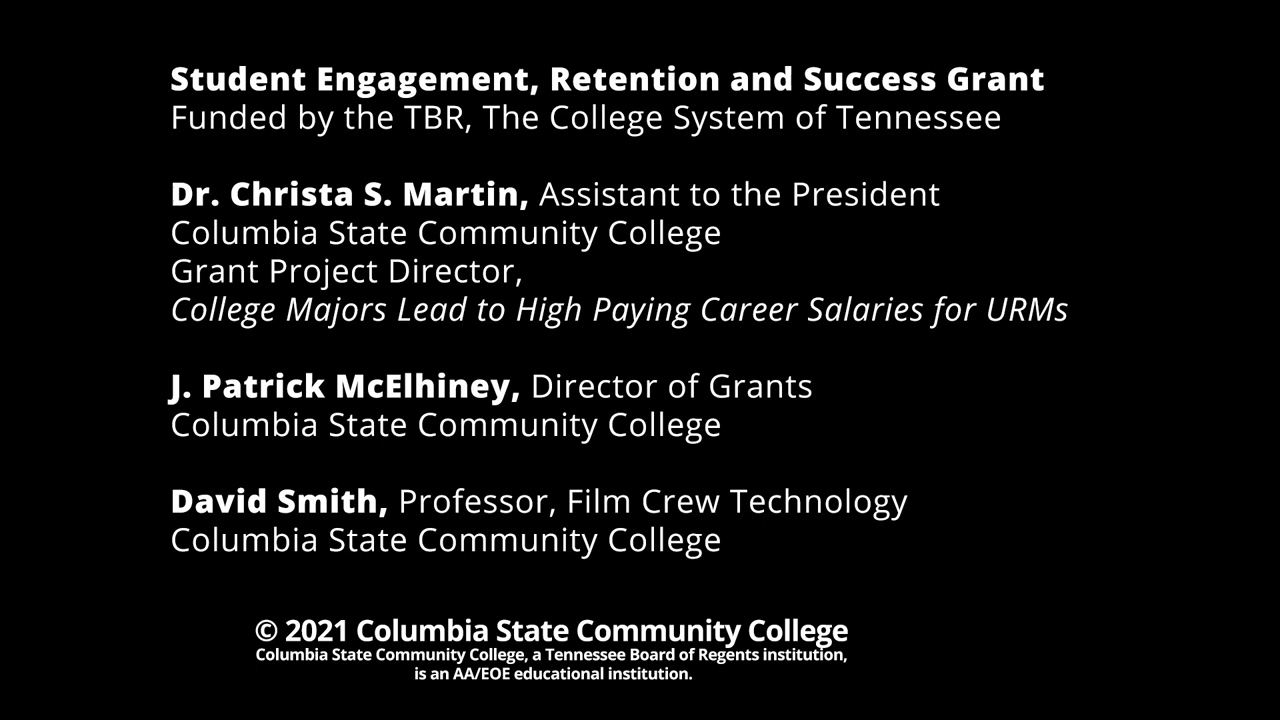 Student Engagement, Retention and Success Grant
Funded by the TBR, The College System of Tennessee
Dr. Christa S. Martin, Assistant to the President
Columbia State Community College
Grant Project Director,
College Majors Lead to High Paying Career Salaries for URMs
J. Patrick McElhiney, Director of Grants
Columbia State Community College
David Smith, Professor, Film Crew Technology
Columbia State Community College
© 2021 Columbia State Community College
Columbia State Community College, a Tennessee Board of Regents institution,
is an AA/EOE educational institution.